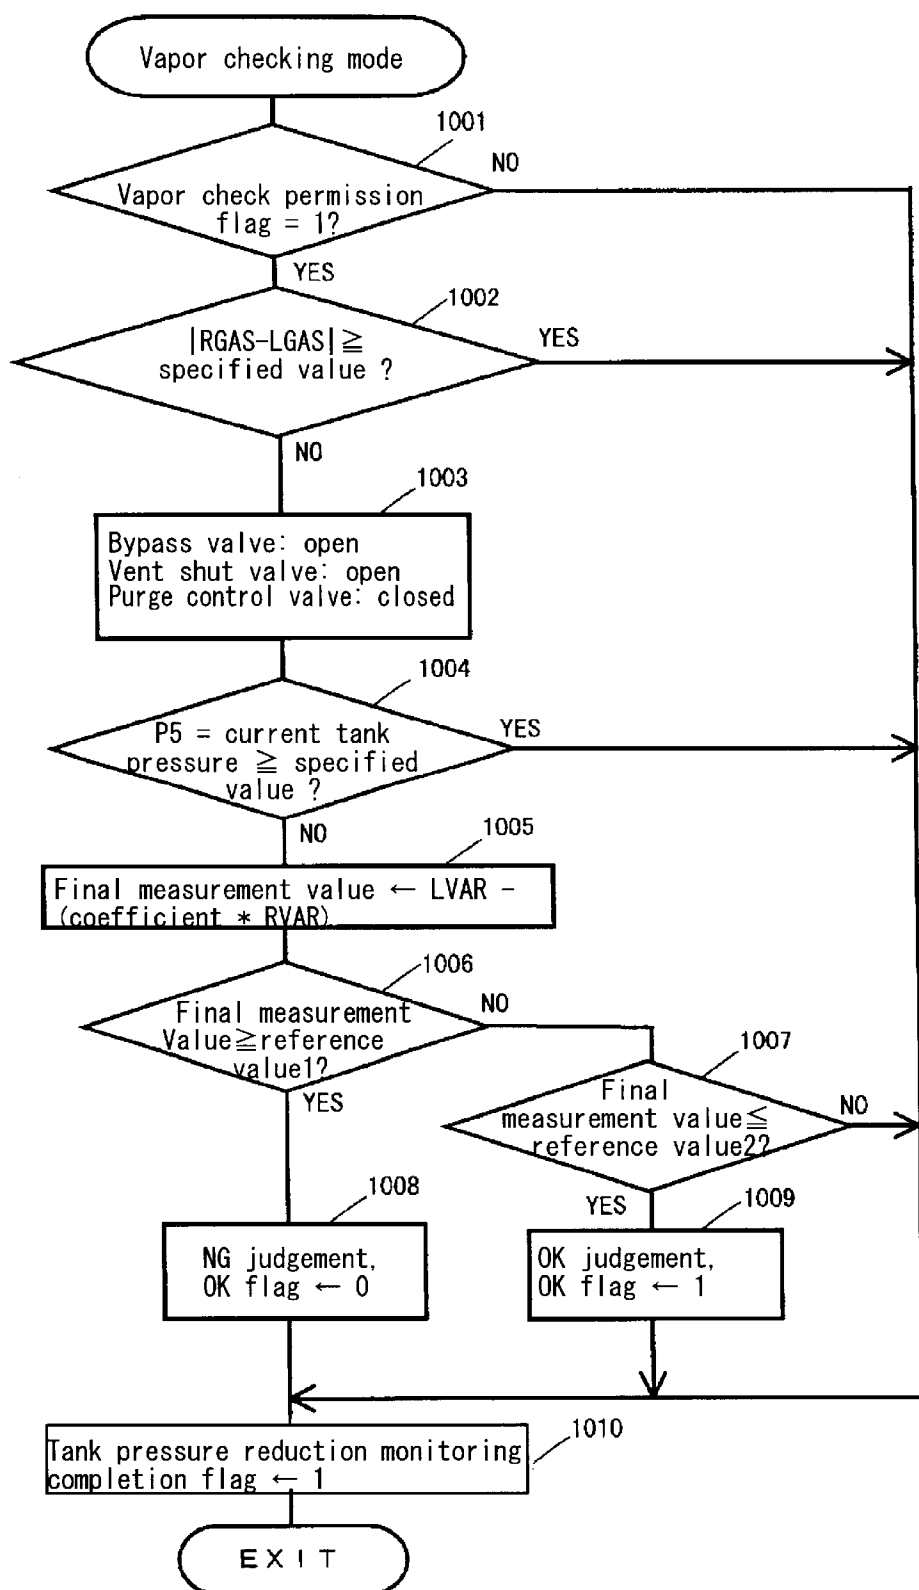 Vapor checking mode
1001
NO
Vapor check permission
flag = 1?
YES
1002
|RGAS-LGAS|≧
specified value ?
YES
NO
1003
Bypass valve: open
Vent shut valve: open
Purge control valve: closed
1004
P5 = current tank
pressure ≧ specified
value ?
YES
NO
1005
Final measurement value ← LVAR -
(coefficient * RVAR)
1006
Final measurement
Value≧reference
value1?
NO
YES
1007
Final
measurement value≦
reference value2?
NO
YES
1008
NG judgement,
OK flag ← 0
1009
OK judgement,
OK flag ← 1
1010
Tank pressure reduction monitoring
completion flag ← 1
EXIT